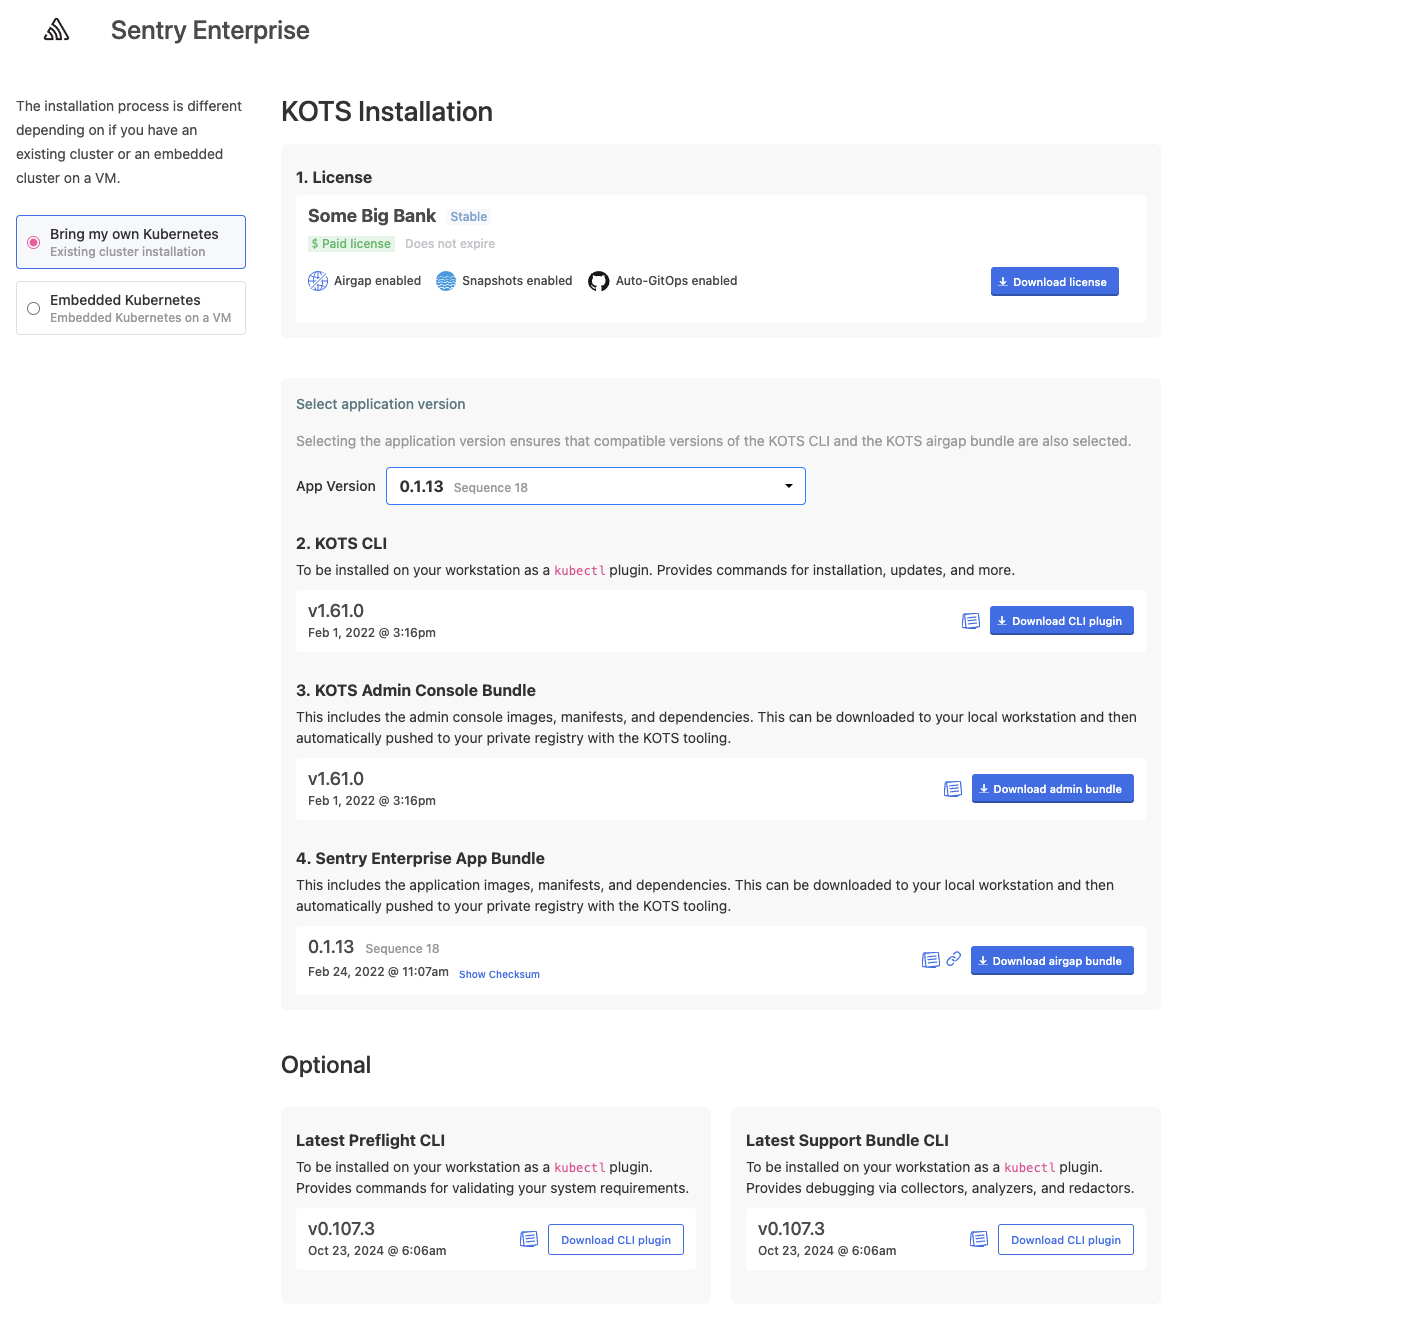 Sentry Enterprise
The installation process is different
depending on if you have an
existing cluster or an embedded
cluster on a VM.
Bring my own Kubernetes
Existing cluster installation
Embedded Kubernetes
Embedded Kubernetes on a VM
KOTS Installation
1. License
Some Big Bank Stable
$ Paid license Does not expire
Airgap enabled Snapshots enabled Auto-GitOps enabled
Download license
Select application version
Selecting the application version ensures that compatible versions of the KOTS CLI and the KOTS airgap bundle are also selected.
App Version 0.1.13 Sequence 18
2. KOTS CLI
To be installed on your workstation as a kubectl plugin. Provides commands for installation, updates, and more.
v1.61.0
Feb 1, 2022 @ 3:16pm
Download CLI plugin
3. KOTS Admin Console Bundle
This includes the admin console images, manifests, and dependencies. This can be downloaded to your local workstation and then
automatically pushed to your private registry with the KOTS tooling.
v1.61.0
Feb 1, 2022 @ 3:16pm
Download admin bundle
4. Sentry Enterprise App Bundle
This includes the application images, manifests, and dependencies. This can be downloaded to your local workstation and then
automatically pushed to your private registry with the KOTS tooling.
0.1.13 Sequence 18
Feb 24, 2022 @ 11:07am Show Checksum
Download airgap bundle
Optional
Latest Preflight CLI
To be installed on your workstation as a kubectl plugin.
Provides commands for validating your system requirements.
v0.107.3
Oct 23, 2024 @ 6:06am
Download CLI plugin
Latest Support Bundle CLI
To be installed on your workstation as a kubectl plugin.
Provides debugging via collectors, analyzers, and redactors.
v0.107.3
Oct 23, 2024 @ 6:06am
Download CLI plugin